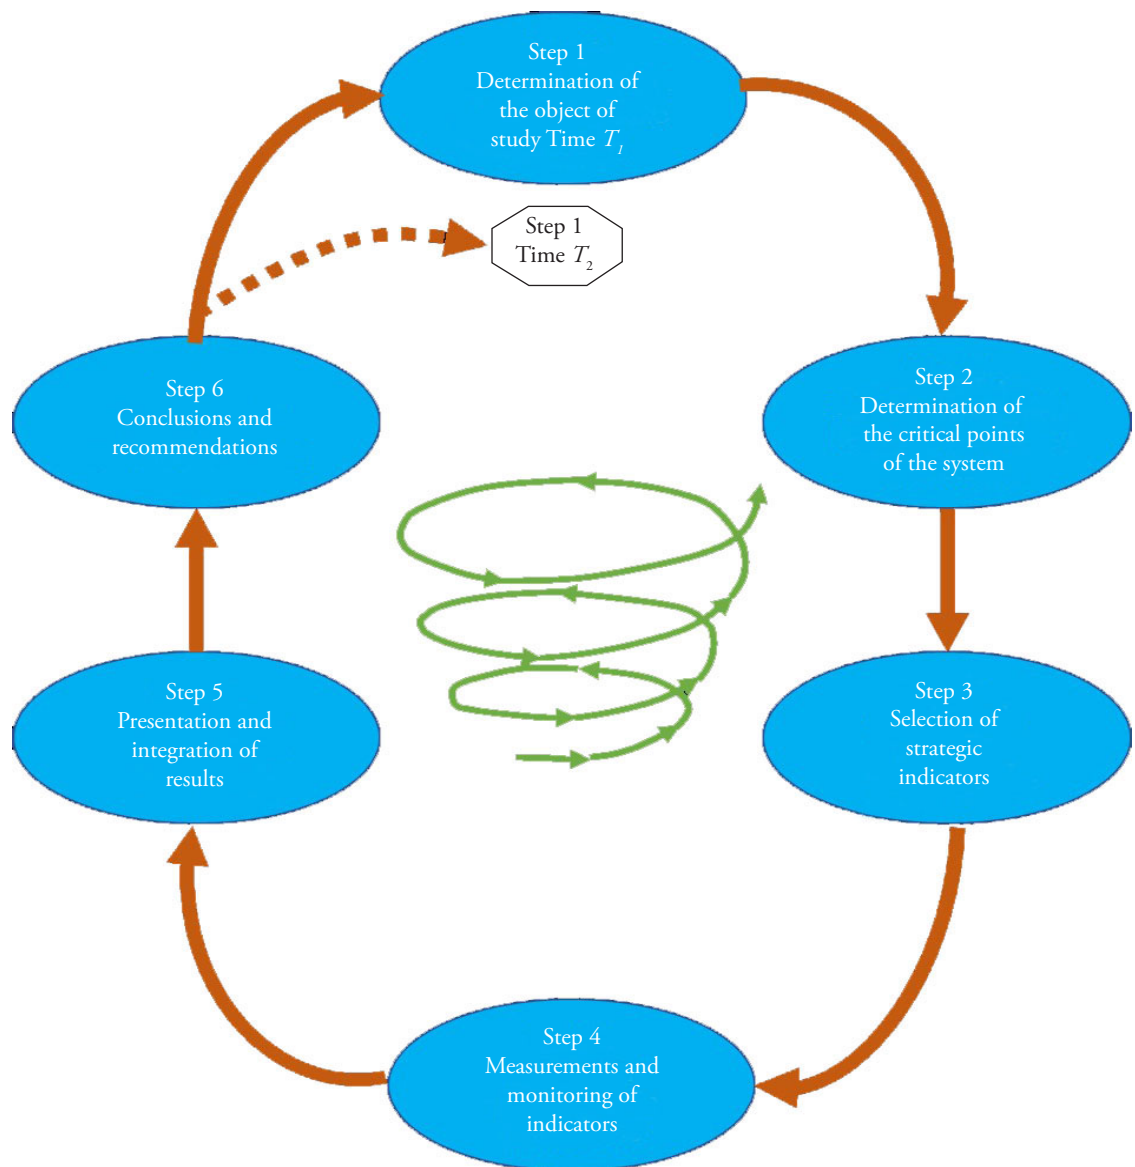 Step 1
Determination of
the object of
study Time T₁
Step 1
Time T₂
Step 2
Determination of
the critical points
of the system
Step 3
Selection of
strategic
indicators
Step 4
Measurements and
monitoring of
indicators
Step 5
Presentation and
integration of
results
Step 6
Conclusions and
recommendations